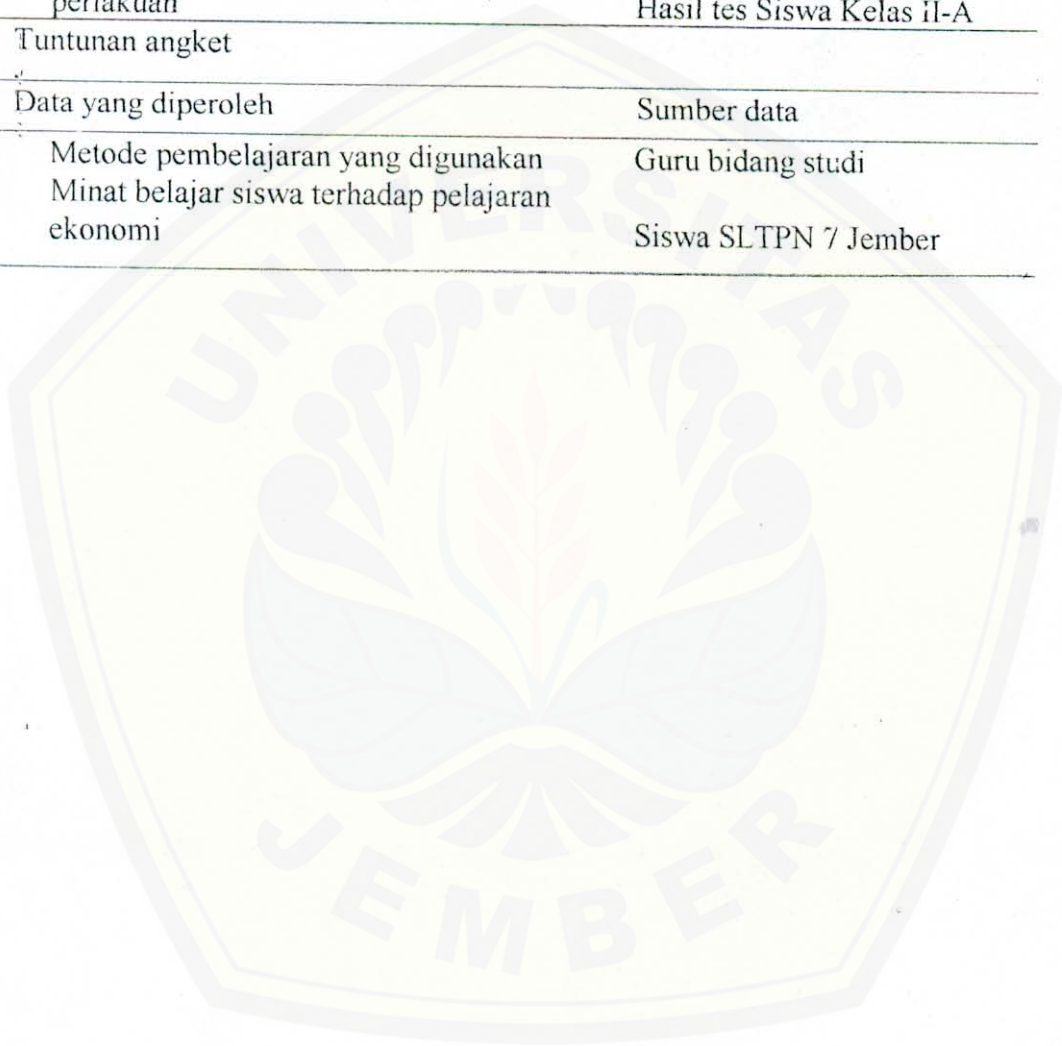 perlakuan Hasil tes Siswa Kelas II-A
Tuntunan angket
Data yang diperoleh Sumber data
Metode pembelajaran yang digunakan Guru bidang studi
Minat belajar siswa terhadap pelajaran
ekonomi Siswa SLTPN 7 Jember
UNIVERSITAS
JEMBER